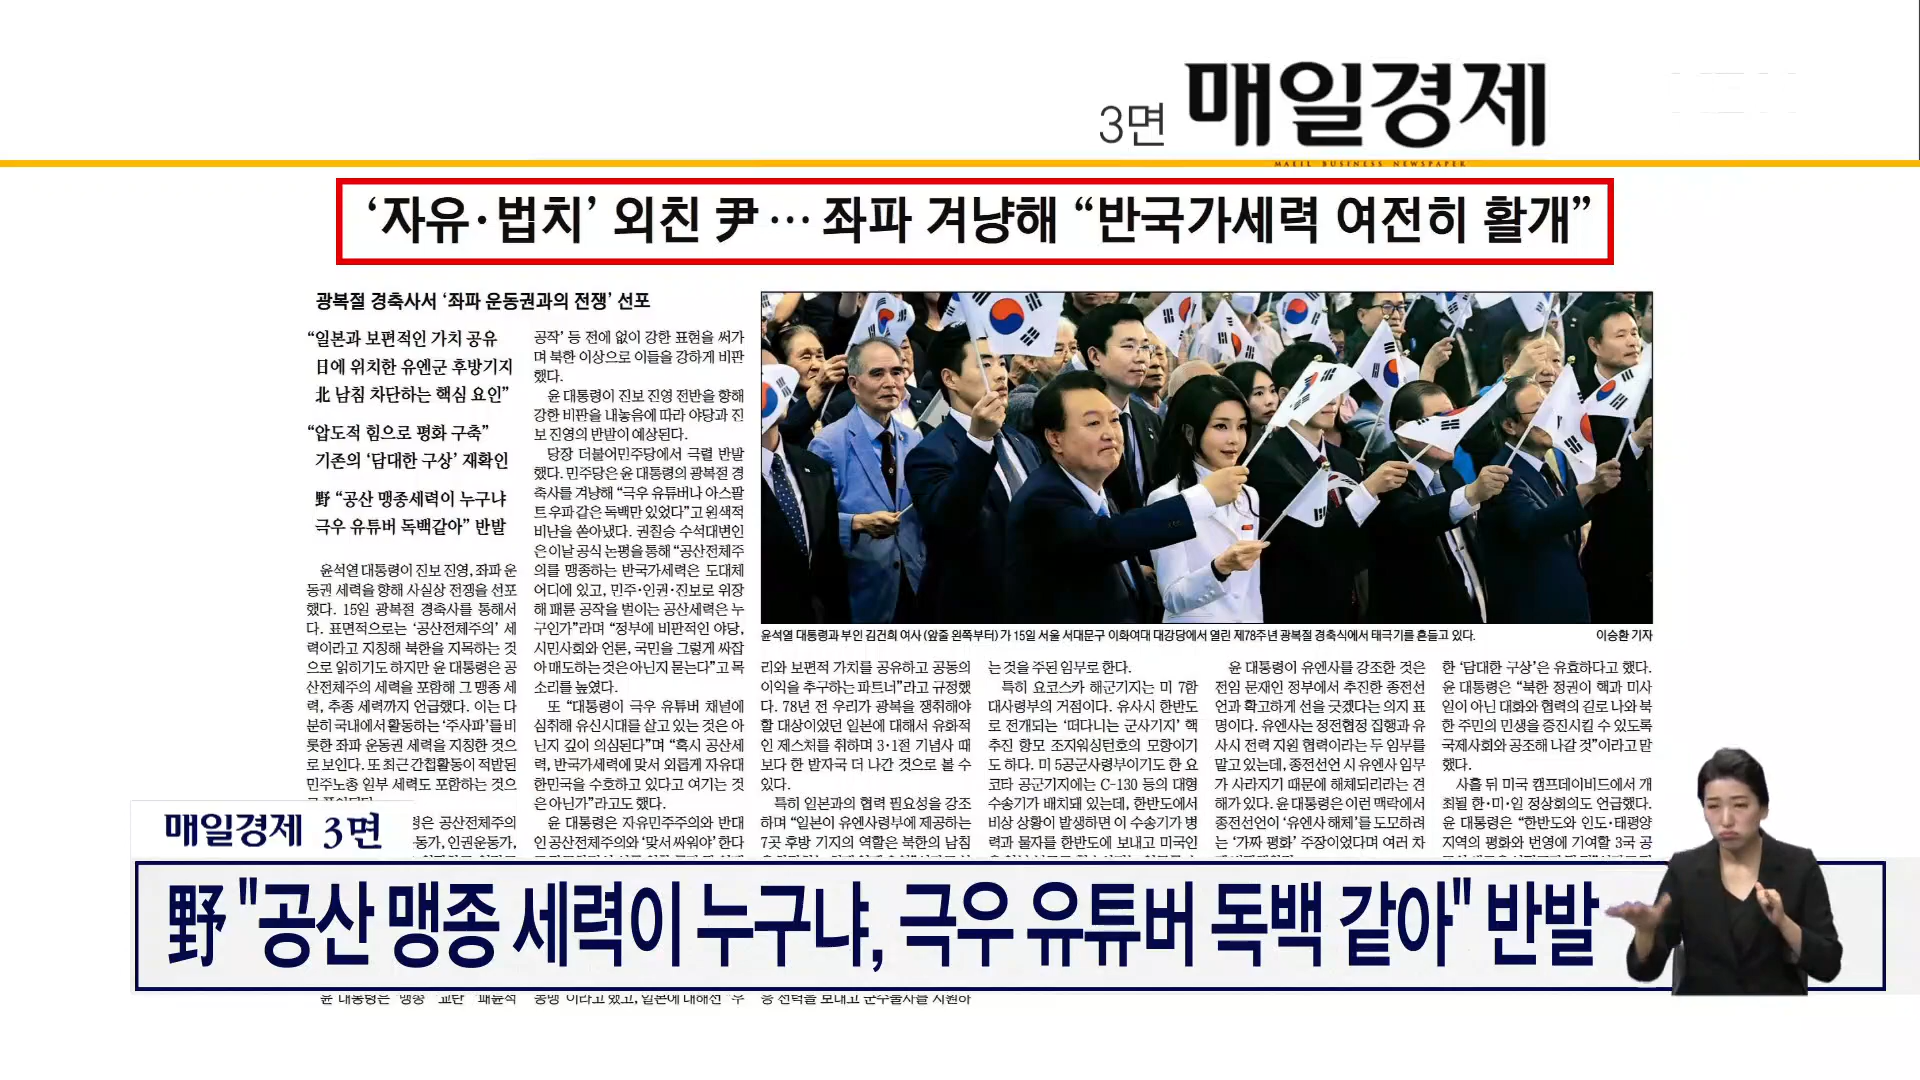 3면 매일경제
MAEIL BUSINESS NEWSPAPER
‘자유·법치’ 외친 尹… 좌파 겨냥해 “반국가세력 여전히 활개”
광복절 경축사서 ‘좌파 운동권과의 전쟁’ 선포
“일본과 보편적인 가치 공유
日에 위치한 유엔군 후방기지
北 남침 차단하는 핵심 요인”
“압도적 힘으로 평화 구축”
기존의 ‘담대한 구상’ 재확인
野 “공산 맹종세력이 누구냐
극우 유튜버 독백같아” 반발
윤석열 대통령이 진보 진영, 좌파 운
동권 세력을 향해 사실상 전쟁을 선포
했다. 15일 광복절 경축사를 통해서
다. 표면적으로는 ‘공산전체주의’ 세
력이라고 지칭해 북한을 지목하는 것
으로 읽히기도 하지만 윤 대통령은 공
산전체주의 세력을 포함해 그 맹종 세
력, 추종 세력까지 언급했다. 이는 다
분히 국내에서 활동하는 ‘주사파’를 비
롯한 좌파 운동권 세력을 지칭한 것으
로 보인다. 또 최근 간첩활동이 적발된
민주노총 일부 세력도 포함하는 것으
령은 공산전체주의
동가, 인권운동가,
윤 대통령은 ‘맹종’ ‘교란’ ‘패륜적
공작’ 등 전에 없이 강한 표현을 써가
며 북한 이상으로 이들을 강하게 비판
했다.
윤 대통령이 진보 진영 전반을 향해
강한 비판을 내놓음에 따라 야당과 진
보 진영의 반발이 예상된다.
당장 더불어민주당에서 극렬 반발
했다. 민주당은 윤 대통령의 광복절 경
축사를 겨냥해 “극우 유튜버나 아스팔
트 우파 같은 독백만 있었다”고 원색적
비난을 쏟아냈다. 권칠승 수석대변인
은 이날 공식 논평을 통해 “공산전체주
의를 맹종하는 반국가세력은 도대체
어디에 있고, 민주·인권·진보로 위장
해 패륜 공작을 벌이는 공산세력은 누
구인가”라며 “정부에 비판적인 야당,
시민사회와 언론, 국민을 그렇게 싸잡
아 매도하는 것은 아닌지 묻는다”고 목
소리를 높였다.
또 “대통령이 극우 유튜브 채널에
심취해 유신시대를 살고 있는 것은 아
닌지 깊이 의심된다”며 “혹시 공산세
력, 반국가세력에 맞서 외롭게 자유대
한민국을 수호하고 있다고 여기는 것
은 아닌가”라고도 했다.
윤 대통령은 자유민주주의와 반대
인 공산전체주의와 ‘맞서 싸워야’ 한다
동맹”이라고 했고, 일본에 대해선 “우
윤석열 대통령과 부인 김건희 여사(앞줄 왼쪽부터)가 15일 서울 서대문구 이화여대 대강당에서 열린 제78주년 광복절 경축식에서 태극기를 흔들고 있다. 이승환 기자
리와 보편적 가치를 공유하고 공동의
이익을 추구하는 파트너”라고 규정했
다. 78년 전 우리가 광복을 쟁취해야
할 대상이었던 일본에 대해서 유화적
인 제스처를 취하며 3·1절 기념사 때
보다 한 발자국 더 나간 것으로 볼 수
있다.
특히 일본과의 협력 필요성을 강조
하며 “일본이 유엔사령부에 제공하는
7곳 후방 기지의 역할은 북한의 남침
는 것을 주된 임무로 한다.
특히 요코스카 해군기지는 미 7함
대사령부의 거점이다. 유사시 한반도
로 전개되는 ‘떠다니는 군사기지’ 핵
추진 항모 조지워싱턴호의 모항이기
도 하다. 미 5공군사령부이기도 한 요
코타 공군기지에는 C-130 등의 대형
수송기가 배치돼 있는데, 한반도에서
비상 상황이 발생하면 이 수송기가 병
력과 물자를 한반도에 보내고 미국인
등 전력을 보내고 군수물자를 지원하
윤 대통령이 유엔사를 강조한 것은
전임 문재인 정부에서 추진한 종전선
언과 확고하게 선을 긋겠다는 의지 표
명이다. 유엔사는 정전협정 집행과 유
사시 전력 지원 협력이라는 두 임무를
맡고 있는데, 종전선언 시 유엔사 임무
가 사라지기 때문에 해체되리라는 견
해가 있다. 윤 대통령은 이런 맥락에서
종전선언이 ‘유엔사 해체’를 도모하려
는 ‘가짜 평화’ 주장이었다며 여러 차
한 ‘담대한 구상’은 유효하다고 했다.
윤 대통령은 “북한 정권이 핵과 미사
일이 아닌 대화와 협력의 길로 나와 북
한 주민의 민생을 증진시킬 수 있도록
국제사회와 공조해 나갈 것”이라고 말
했다.
사흘 뒤 미국 캠프데이비드에서 개
최될 한·미·일 정상회의도 언급했다.
윤 대통령은 “한반도와 인도·태평양
지역의 평화와 번영에 기여할 3국 공
매일경제 3면
野 "공산 맹종 세력이 누구냐, 극우 유튜버 독백 같아" 반발